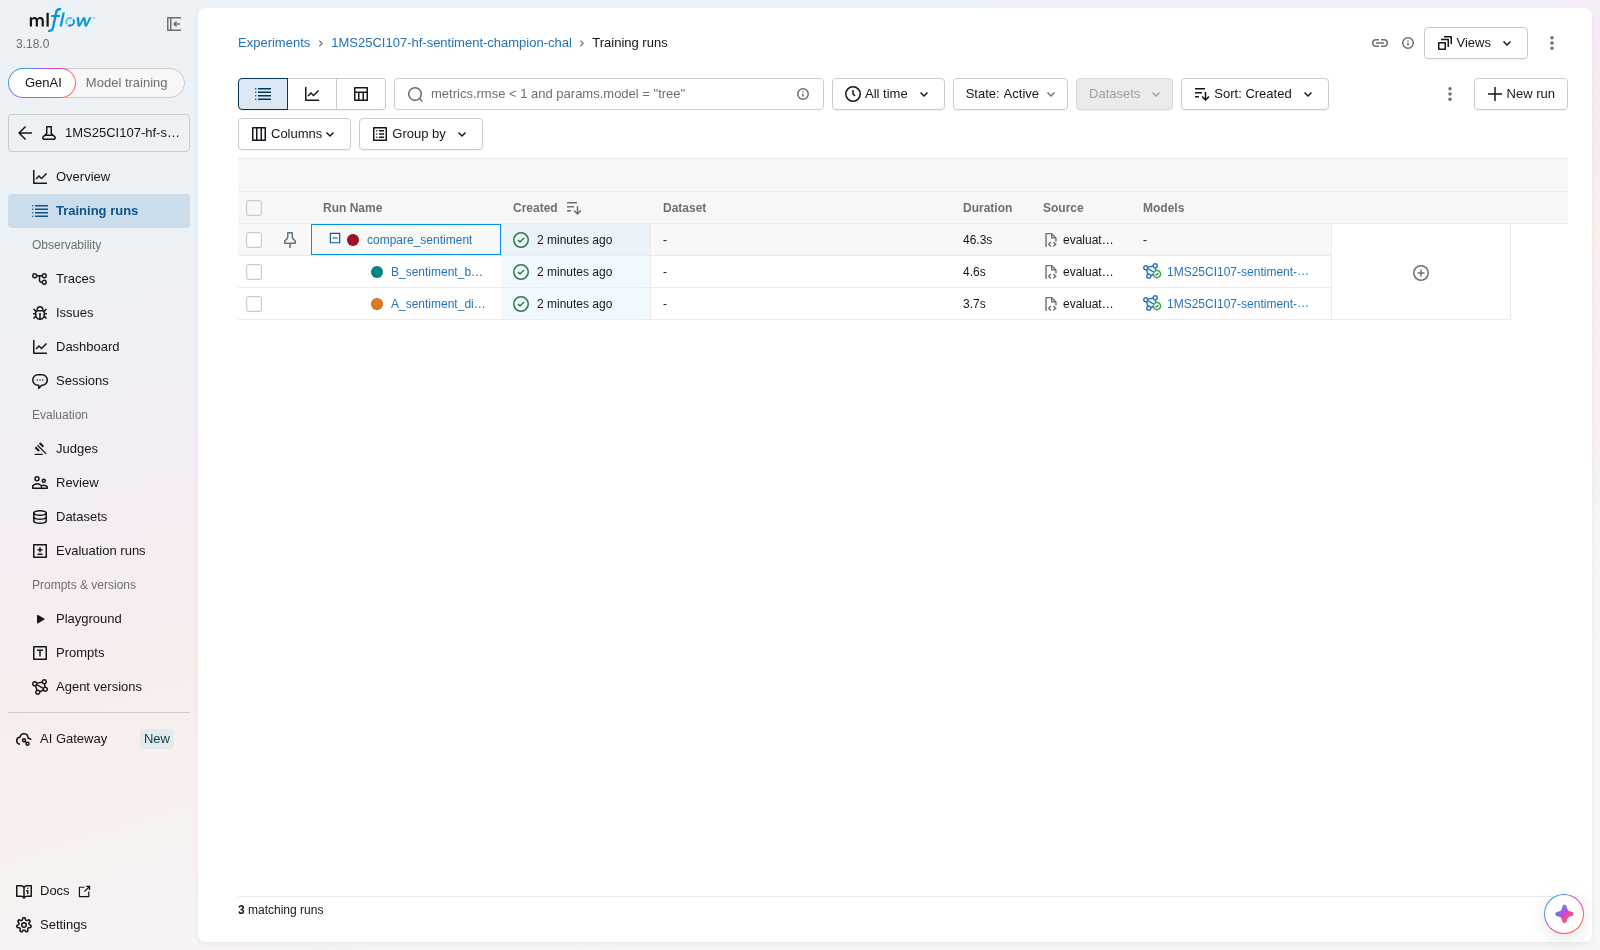 mlflow
3.18.0
GenAI Model training
1MS25CI107-hf-s...
Overview
Training runs
Observability
Traces
Issues
Dashboard
Sessions
Evaluation
Judges
Review
Datasets
Evaluation runs
Prompts & versions
Playground
Prompts
Agent versions
AI Gateway New
Docs
Settings
Experiments > 1MS25CI107-hf-sentiment-champion-chal > Training runs
Views
metrics.rmse < 1 and params.model = "tree"
All time
State: Active
Datasets
Sort: Created
New run
Columns
Group by
Run Name Created Dataset Duration Source Models
compare_sentiment 2 minutes ago - 46.3s evaluat... -
B_sentiment_b... 2 minutes ago - 4.6s evaluat... 1MS25CI107-sentiment-...
A_sentiment_di... 2 minutes ago - 3.7s evaluat... 1MS25CI107-sentiment-...
3 matching runs